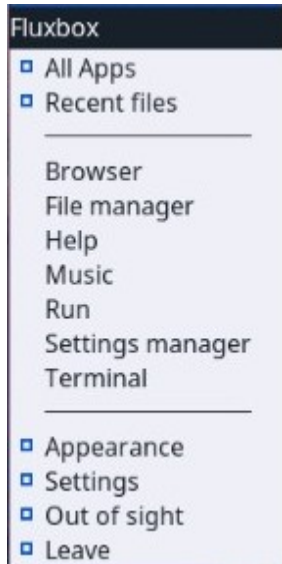 Fluxbox
All Apps
Recent files
Browser
File manager
Help
Music
Run
Settings manager
Terminal
Appearance
Settings
Out of sight
Leave